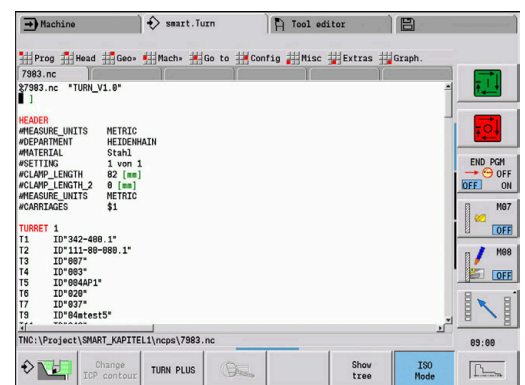 Machine smart.Turn Tool editor
Prog Head Geo» Mach» Go to Config Misc Extras Graph.
7983.nc
%7983.nc "TURN_V1.0"
]
HEADER
#MEASURE_UNITS METRIC
#DEPARTMENT HEIDENHAIN
#MATERIAL Stahl
#SETTING 1 von 1
#CLAMP_LENGTH 82 [mm]
#CLAMP_LENGTH_2 0 [mm]
#MEASURE_UNITS METRIC
#CARRIAGES $1
TURRET 1
T1 ID"342-400.1"
T2 ID"111-80-080.1"
T3 ID"007"
T4 ID"003"
T5 ID"004AP1"
T6 ID"020"
T7 ID"037"
T9 ID"04mtest5"
TNC:\Project\SMART_KAPITEL1\ncps\7983.nc
Change ICP contour
TURN PLUS
Show tree
ISO Mode
END PGM
OFF
OFF ON
M07
OFF
M08
OFF
09:00